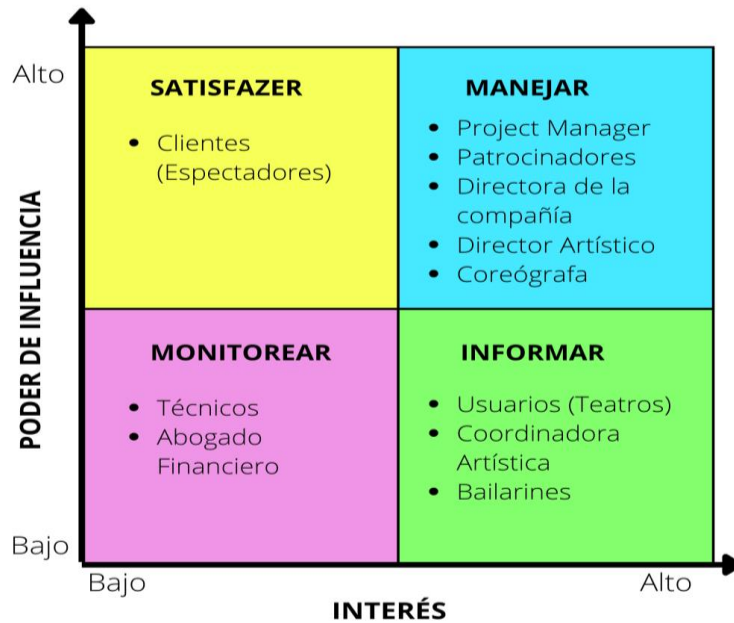 Alto
PODER DE INFLUENCIA
Bajo
SATISFAZER
• Clientes
(Espectadores)
MANEJAR
• Project Manager
• Patrocinadores
• Directora de la
compañía
• Director Artístico
• Coreógrafa
MONITOREAR
• Técnicos
• Abogado
Financiero
INFORMAR
• Usuarios (Teatros)
• Coordinadora
Artística
• Bailarines
Bajo
Alto
INTERÉS